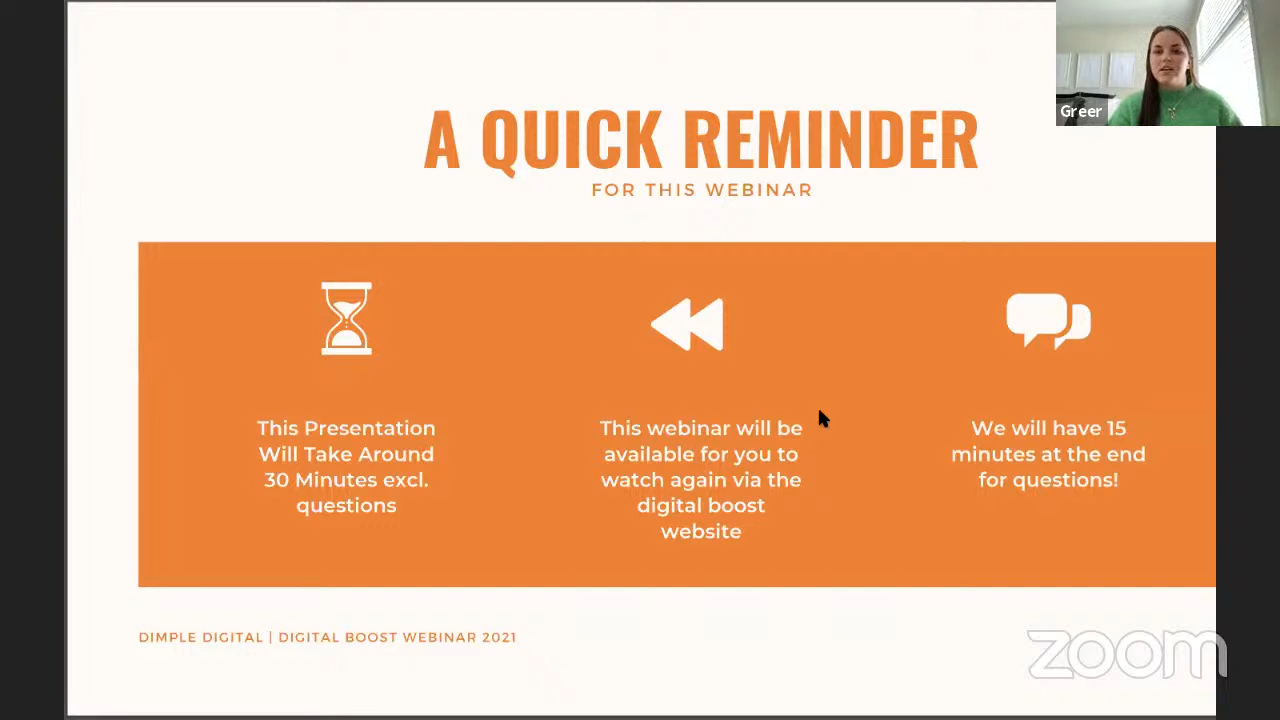 Greer
A QUICK REMINDER
FOR THIS WEBINAR
This Presentation
Will Take Around
30 Minutes excl.
questions
This webinar will be
available for you to
watch again via the
digital boost
website
We will have 15
minutes at the end
for questions!
DIMPLE DIGITAL | DIGITAL BOOST WEBINAR 2021
zoom